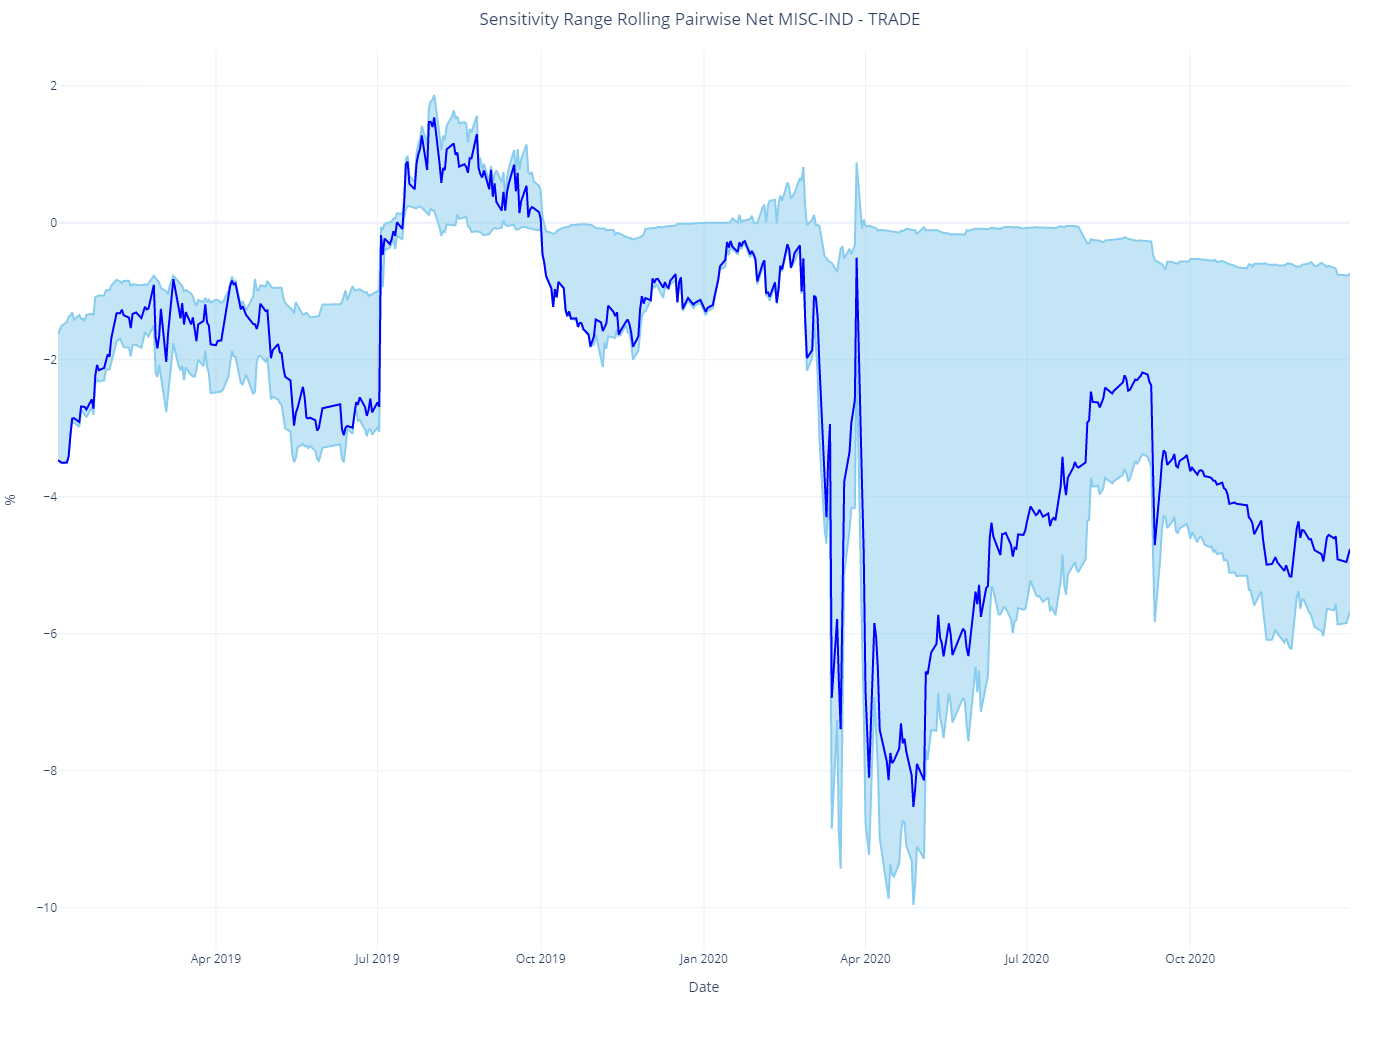 Sensitivity Range Rolling Pairwise Net MISC-IND - TRADE
2
0
−2
−4
%
−6
−8
−10
Apr 2019 Jul 2019 Oct 2019 Jan 2020 Apr 2020 Jul 2020 Oct 2020
Date